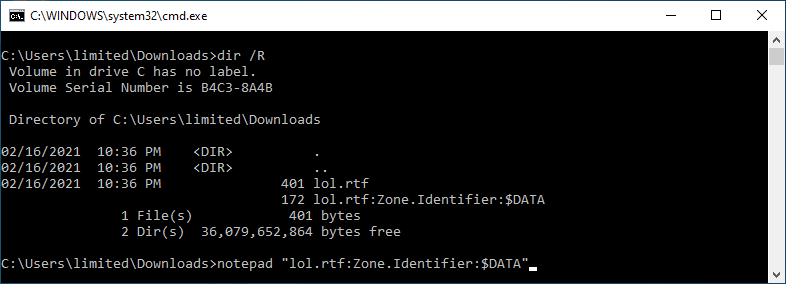 C:\WINDOWS\system32\cmd.exe
C:\Users\limited\Downloads>dir /R
 Volume in drive C has no label.
 Volume Serial Number is B4C3-8A4B
 Directory of C:\Users\limited\Downloads
02/16/2021  10:36 PM    <DIR>          .
02/16/2021  10:36 PM    <DIR>          ..
02/16/2021  10:36 PM               401 lol.rtf
                                   172 lol.rtf:Zone.Identifier:$DATA
               1 File(s)            401 bytes
               2 Dir(s)  36,079,652,864 bytes free
C:\Users\limited\Downloads>notepad "lol.rtf:Zone.Identifier:$DATA"